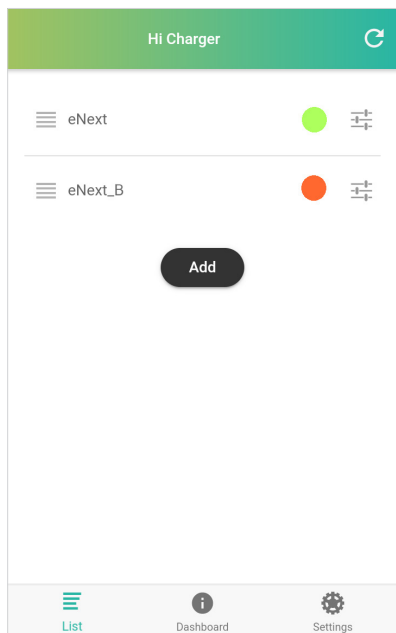 Hi Charger
eNext
eNext_B
Add
List
Dashboard
Settings